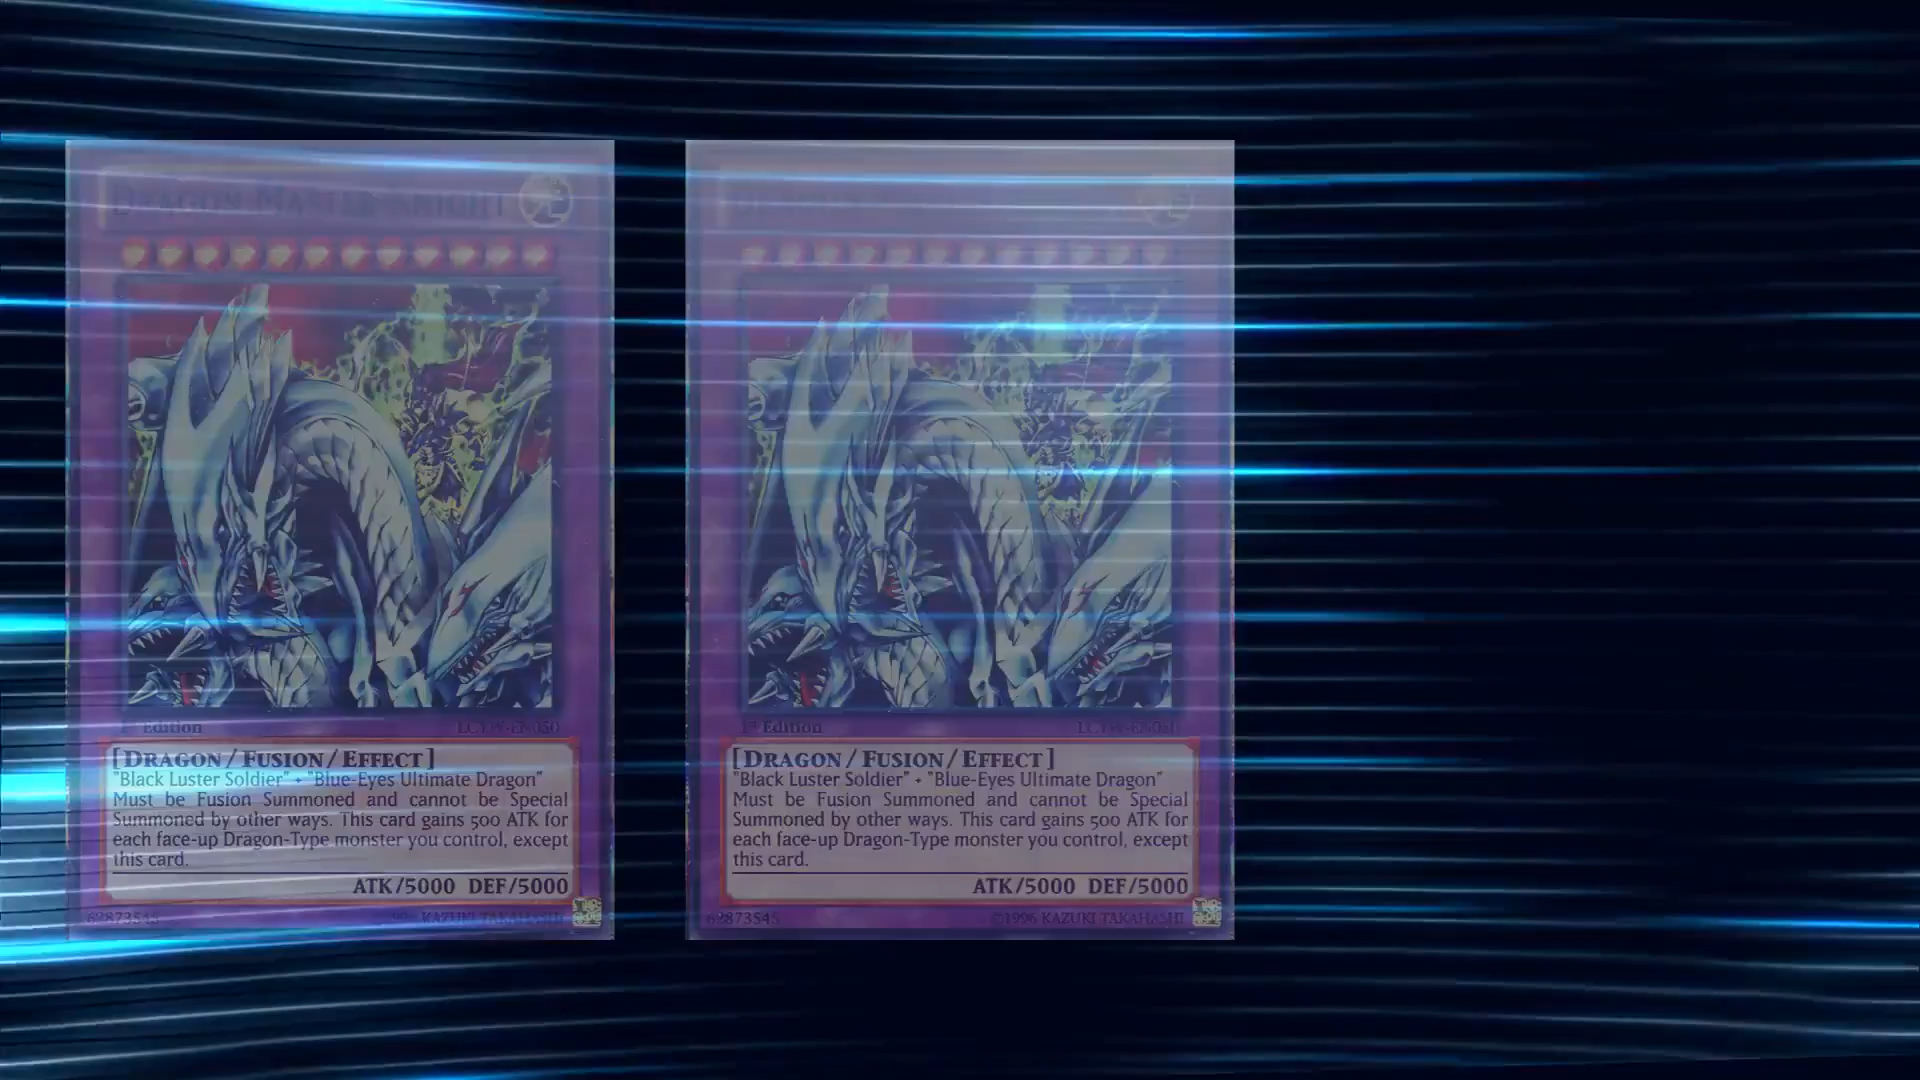 DRAGON MASTER KNIGHT
1st Edition
LCYW-EN050
[DRAGON/FUSION/EFFECT]
"Black Luster Soldier" + "Blue-Eyes Ultimate Dragon"
Must be Fusion Summoned and cannot be Special
Summoned by other ways. This card gains 500 ATK for
each face-up Dragon-Type monster you control, except
this card.
ATK/5000 DEF/5000
62873545
KAZUKI TAKAHASHI
1st Edition
LCYW-EN050
[DRAGON/FUSION/EFFECT]
"Black Luster Soldier" + "Blue-Eyes Ultimate Dragon"
Must be Fusion Summoned and cannot be Special
Summoned by other ways. This card gains 500 ATK for
each face-up Dragon-Type monster you control, except
this card.
ATK/5000 DEF/5000
62873545
©1996 KAZUKI TAKAHASHI